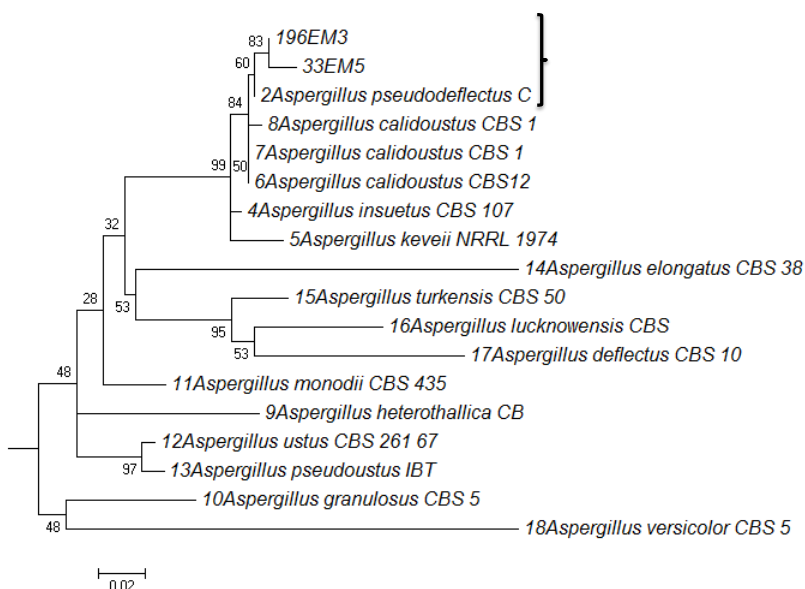 83
196EM3
60
33EM5
2Aspergillus pseudodeflectus C
84
8Aspergillus calidoustus CBS 1
7Aspergillus calidoustus CBS 1
99
50
6Aspergillus calidoustus CBS12
4Aspergillus insuetus CBS 107
32
5Aspergillus keveii NRRL 1974
14Aspergillus elongatus CBS 38
28
53
15Aspergillus turkensis CBS 50
95
16Aspergillus lucknowensis CBS
53
17Aspergillus deflectus CBS 10
48
11Aspergillus monodii CBS 435
9Aspergillus heterothallica CB
12Aspergillus ustus CBS 261 67
97
13Aspergillus pseudoustus IBT
10Aspergillus granulosus CBS 5
48
18Aspergillus versicolor CBS 5
0.02